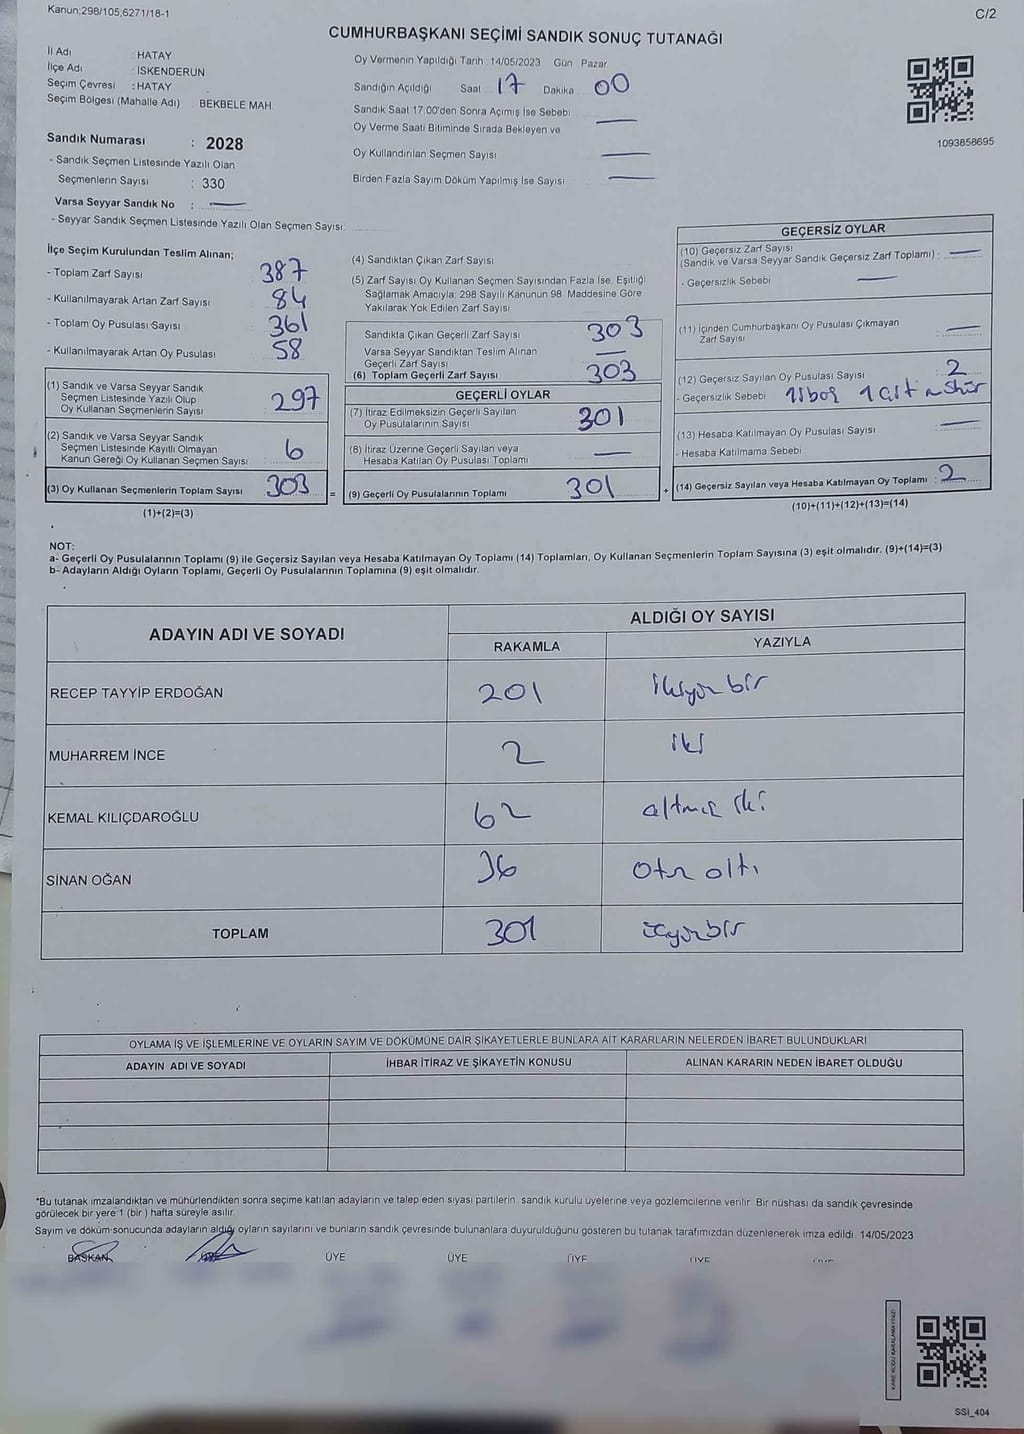 Kanun;298/105,6271/18-1
C/2
CUMHURBAŞKANI SEÇİMİ SANDIK SONUÇ TUTANAĞI
İl Adı : HATAY
İlçe Adı : İSKENDERUN
Seçim Çevresi : HATAY
Seçim Bölgesi (Mahalle Adı) : BEKBELE MAH
Sandık Numarası : 2028
- Sandık Seçmen Listesinde Yazılı Olan
Seçmenlerin Sayısı : 330
Varsa Seyyar Sandık No : —
- Seyyar Sandık Seçmen Listesinde Yazılı Olan Seçmen Sayısı:
Oy Vermenin Yapıldığı Tarih : 14/05/2023 Gün : Pazar
Sandığın Açıldığı Saat 17 Dakika : 00
Sandık Saat 17:00'den Sonra Açımış İse Sebebi —
Oy Verme Saati Bitiminde Sırada Bekleyen ve
Oy Kullandırılan Seçmen Sayısı —
Birden Fazla Sayım Döküm Yapılmış İse Sayısı —
1093858695
İlçe Seçim Kurulundan Teslim Alınan;
- Toplam Zarf Sayısı 387
- Kullanılmayarak Artan Zarf Sayısı 84
- Toplam Oy Pusulası Sayısı 361
- Kullanılmayarak Artan Oy Pusulası 58
(1) Sandık ve Varsa Seyyar Sandık
Seçmen Listesinde Yazılı Olup
Oy Kullanan Seçmenlerin Sayısı 297
(2) Sandık ve Varsa Seyyar Sandık
Seçmen Listesinde Kayıtlı Olmayan
Kanun Gereği Oy Kullanan Seçmen Sayısı 6
(3) Oy Kullanan Seçmenlerin Toplam Sayısı 303 =
(1)+(2)=(3)
(4) Sandıktan Çıkan Zarf Sayısı
(5) Zarf Sayısı Oy Kullanan Seçmen Sayısından Fazla İse, Eşitliği
Sağlamak Amacıyla; 298 Sayılı Kanunun 98. Maddesine Göre
Yakılarak Yok Edilen Zarf Sayısı
Sandıkta Çıkan Geçerli Zarf Sayısı 303
Varsa Seyyar Sandıktan Teslim Alınan
Geçerli Zarf Sayısı —
(6) Toplam Geçerli Zarf Sayısı 303
GEÇERLİ OYLAR
(7) İtiraz Edilmeksizin Geçerli Sayılan
Oy Pusulalarının Sayısı 301
(8) İtiraz Üzerine Geçerli Sayılan veya
Hesaba Katılan Oy Pusulası Toplamı —
(9) Geçerli Oy Pusulalarının Toplamı 301 +
GEÇERSİZ OYLAR
(10) Geçersiz Zarf Sayısı
(Sandık ve Varsa Seyyar Sandık Geçersiz Zarf Toplamı) : —
- Geçersizlik Sebebi —
(11) İçinden Cumhurbaşkanı Oy Pusulası Çıkmayan
Zarf Sayısı : —
(12) Geçersiz Sayılan Oy Pusulası Sayısı : 2
- Geçersizlik Sebebi
(13) Hesaba Katılmayan Oy Pusulası Sayısı : —
- Hesaba Katılmama Sebebi
(14) Geçersiz Sayılan veya Hesaba Katılmayan Oy Toplamı : 2
(10)+(11)+(12)+(13)=(14)
NOT:
a- Geçerli Oy Pusulalarının Toplamı (9) ile Geçersiz Sayılan veya Hesaba Katılmayan Oy Toplamı (14) Toplamları, Oy Kullanan Seçmenlerin Toplam Sayısına (3) eşit olmalıdır. (9)+(14)=(3)
b- Adayların Aldığı Oyların Toplamı, Geçerli Oy Pusulalarının Toplamına (9) eşit olmalıdır.
ADAYIN ADI VE SOYADI
ALDIĞI OY SAYISI
RAKAMLA YAZIYLA
RECEP TAYYİP ERDOĞAN 201 ikiyüz bir
MUHARREM İNCE 2 iki
KEMAL KILIÇDAROĞLU 62 altmış iki
SİNAN OĞAN 36 Otuz altı
TOPLAM 301 üçyüz bir
OYLAMA İŞ VE İŞLEMLERİNE VE OYLARIN SAYIM VE DÖKÜMÜNE DAİR ŞİKAYETLERLE BUNLARA AİT KARARLARIN NELERDEN İBARET BULUNDUKLARI
ADAYIN ADI VE SOYADI İHBAR İTİRAZ VE ŞİKAYETİN KONUSU ALINAN KARARIN NEDEN İBARET OLDUĞU
*Bu tutanak imzalandıktan ve mühürlendikten sonra seçime katılan adayların ve talep eden siyasi partilerin sandık kurulu üyelerine veya gözlemcilerine verilir. Bir nüshası da sandık çevresinde
görülecek bir yere 1 (bir) hafta süreyle asılır.
Sayım ve döküm sonucunda adayların aldığı oyların sayılarını ve bunların sandık çevresinde bulunanlara duyurulduğunu gösteren bu tutanak tarafımızdan düzenlenerek imza edildi. 14/05/2023
BAŞKAN ÜYE ÜYE ÜYE ÜYE ÜYE
KARE KODU KARALAMAYINIZ!
SSİ_404